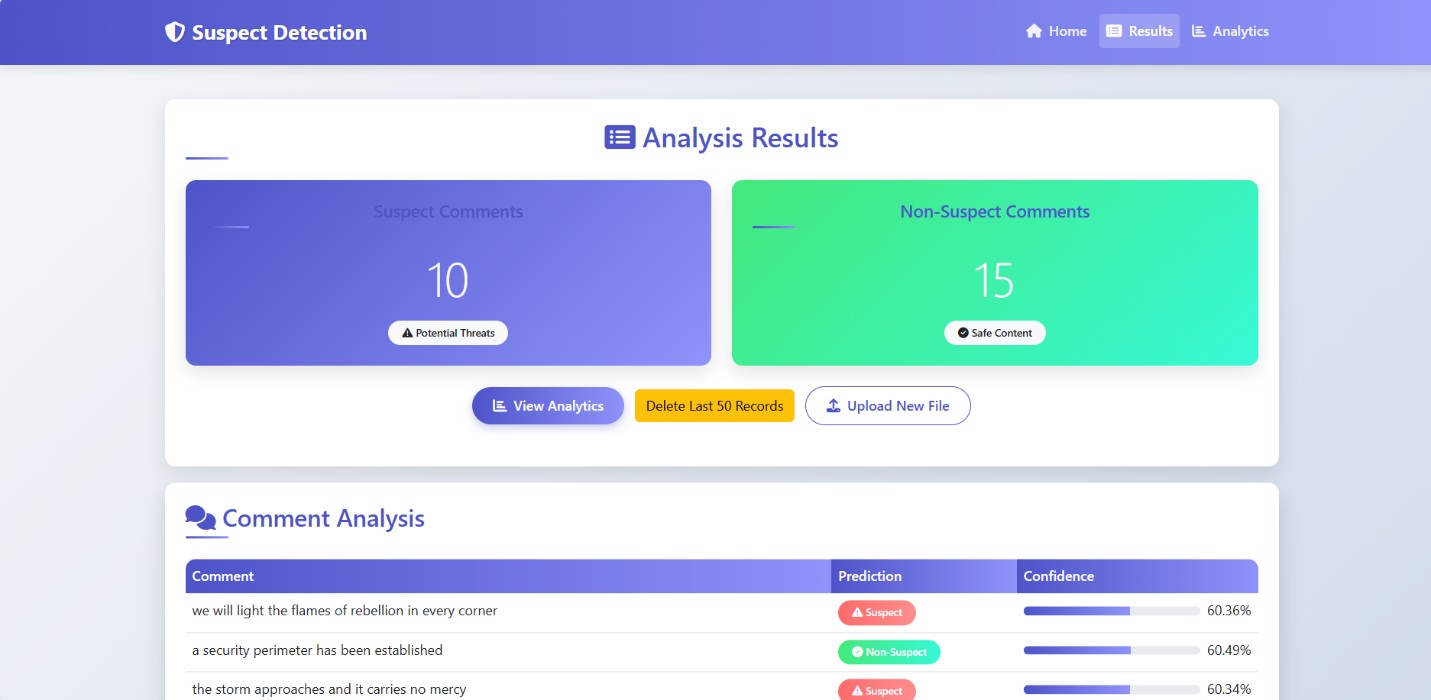 Suspect Detection
Home Results Analytics
Analysis Results
Suspect Comments
10
Potential Threats
Non-Suspect Comments
15
Safe Content
View Analytics Delete Last 50 Records Upload New File
Comment Analysis
Comment Prediction Confidence
we will light the flames of rebellion in every corner Suspect 60.36%
a security perimeter has been established Non-Suspect 60.49%
the storm approaches and it carries no mercy Suspect 60.34%